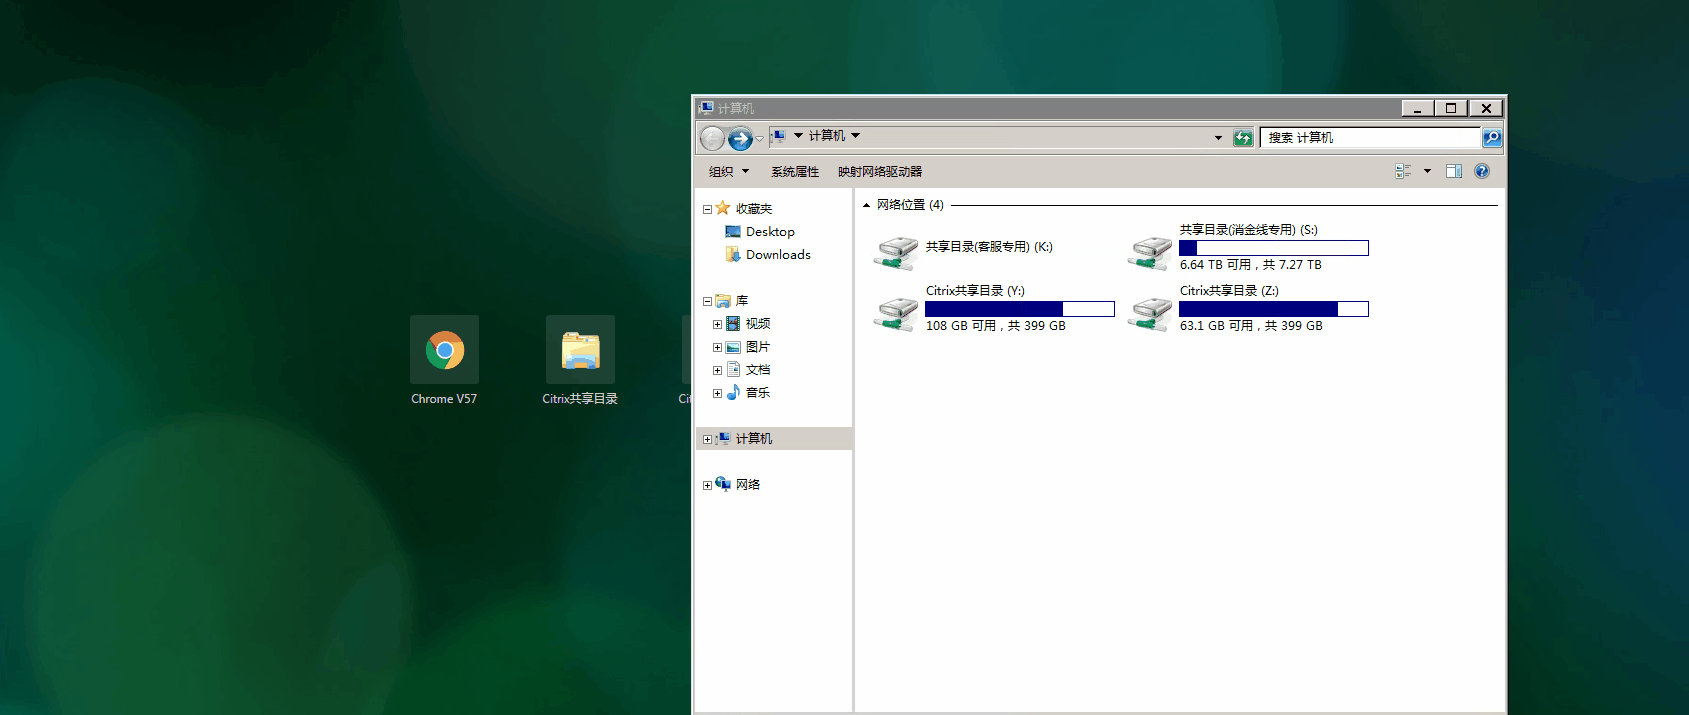 计算机
计算机
搜索 计算机
组织
系统属性
映射网络驱动器
收藏夹
Desktop
Downloads
库
视频
图片
文档
音乐
计算机
网络
网络位置 (4)
共享目录(客服专用) (K:)
共享目录(消金线专用) (S:)
6.64 TB 可用，共 7.27 TB
Citrix共享目录 (Y:)
108 GB 可用，共 399 GB
Citrix共享目录 (Z:)
63.1 GB 可用，共 399 GB
Chrome V57
Citrix共享目录
Cit